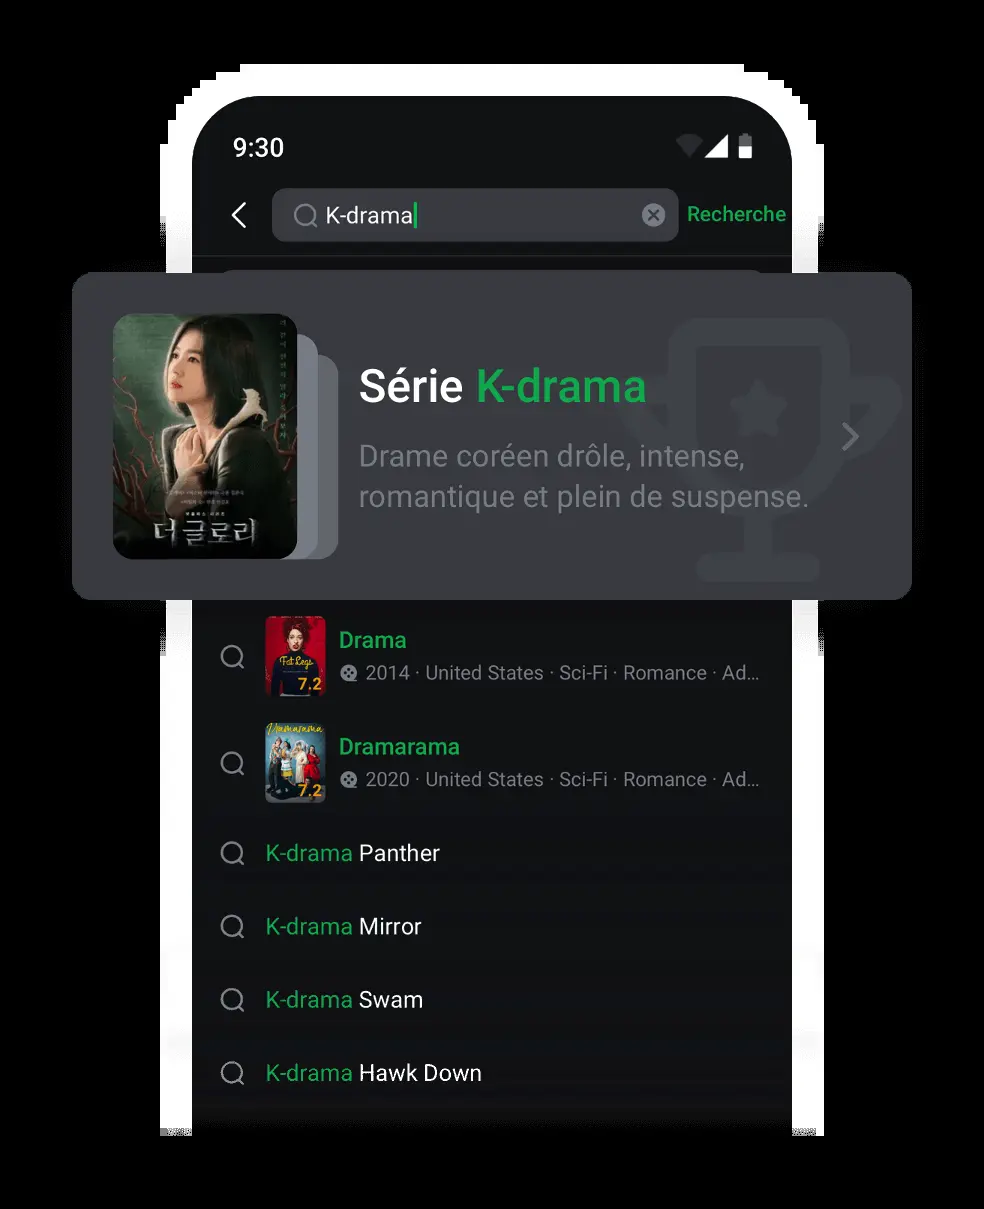 9:30
K-drama
Recherche
Série K-drama
Drame coréen drôle, intense,
romantique et plein de suspense.
더 글로리
Fat Legs
7.2
Drama
2014 · United States · Sci-Fi · Romance · Ad...
Dramarama
7.2
Dramarama
2020 · United States · Sci-Fi · Romance · Ad...
K-drama Panther
K-drama Mirror
K-drama Swam
K-drama Hawk Down